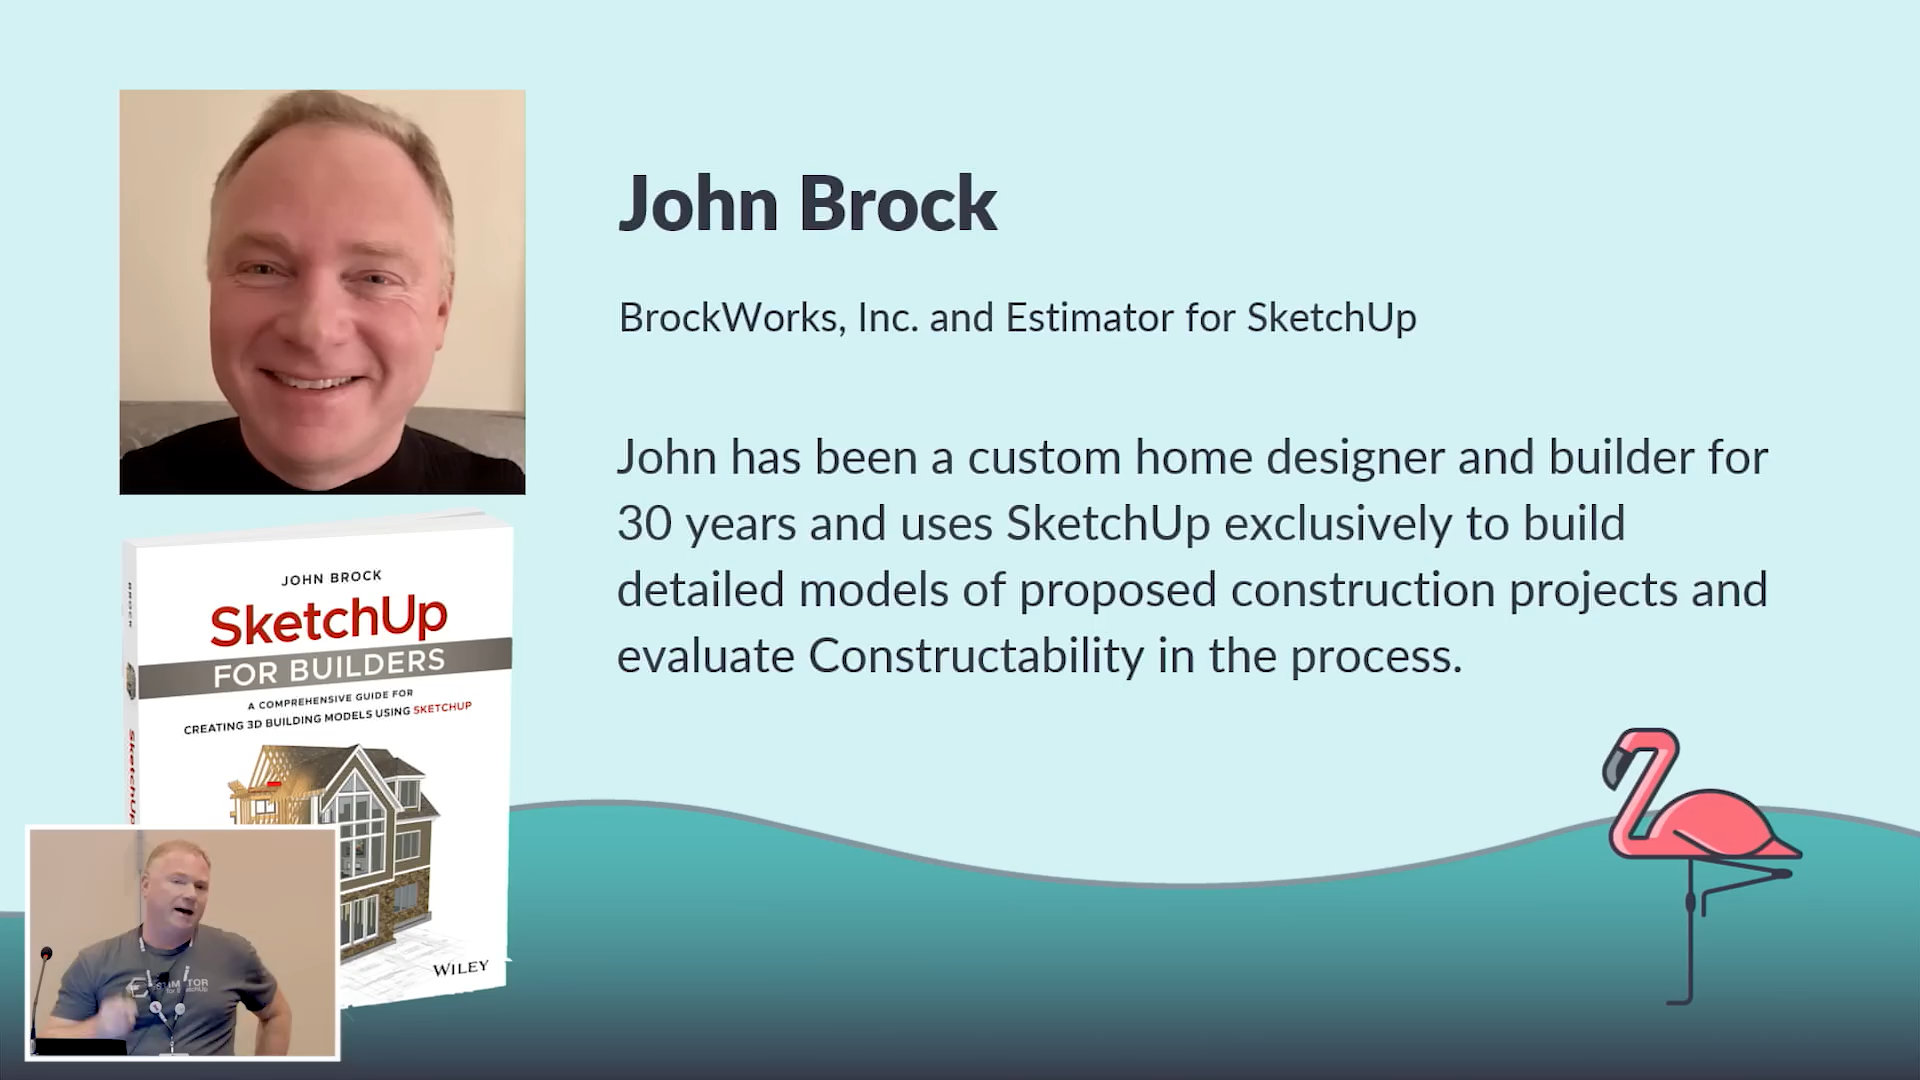 John Brock
BrockWorks, Inc. and Estimator for SketchUp
John has been a custom home designer and builder for
30 years and uses SketchUp exclusively to build
detailed models of proposed construction projects and
evaluate Constructability in the process.
JOHN BROCK
SketchUp
FOR BUILDERS
A COMPREHENSIVE GUIDE FOR
CREATING 3D BUILDING MODELS USING SKETCHUP
WILEY
BROCK
SketchUp